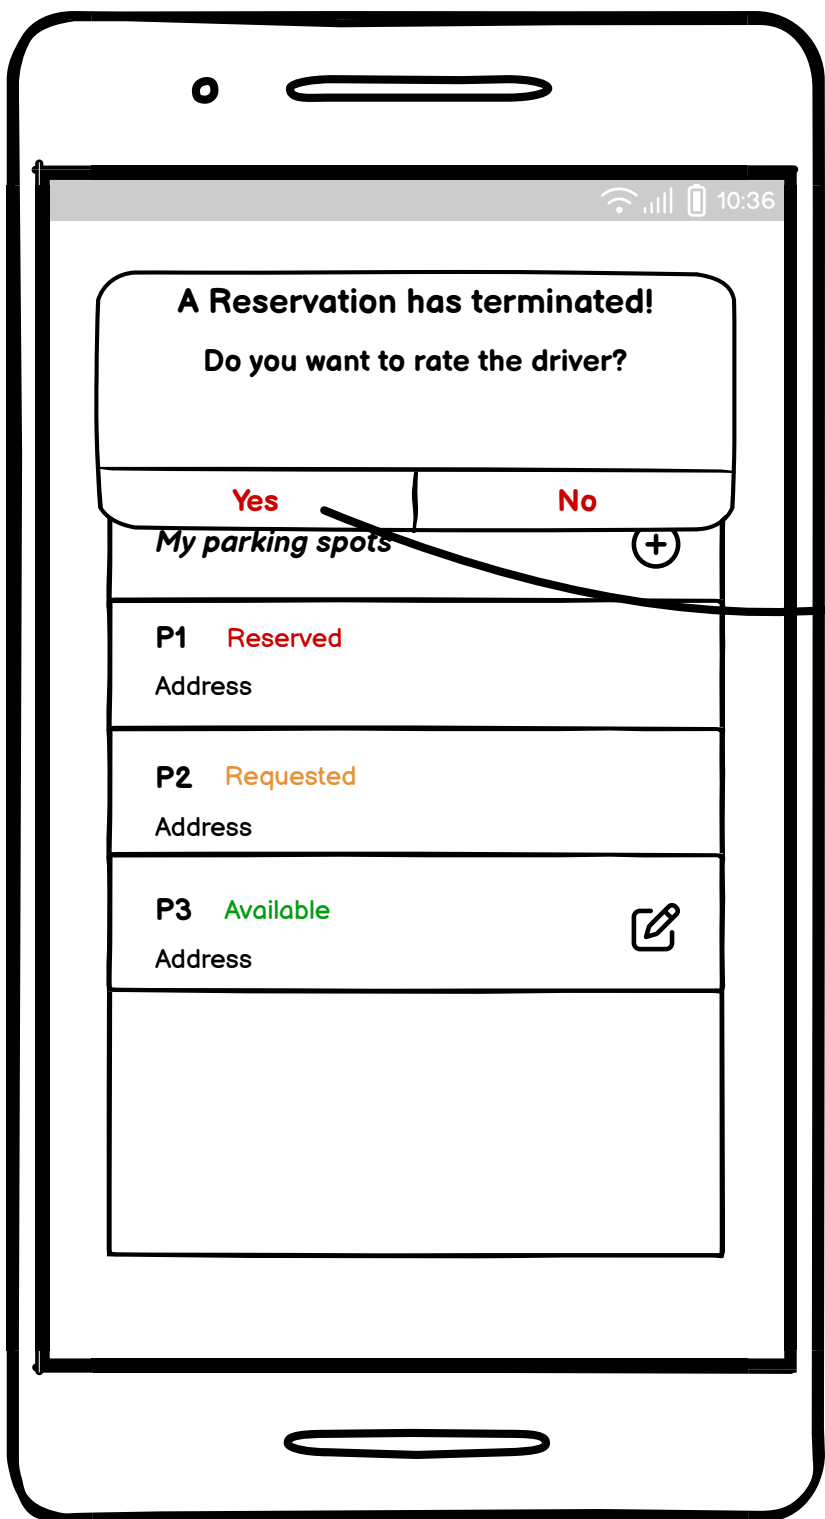 10:36
A Reservation has terminated!
Do you want to rate the driver?
Yes No
My parking spots
P1 Reserved
Address
P2 Requested
Address
P3 Available
Address